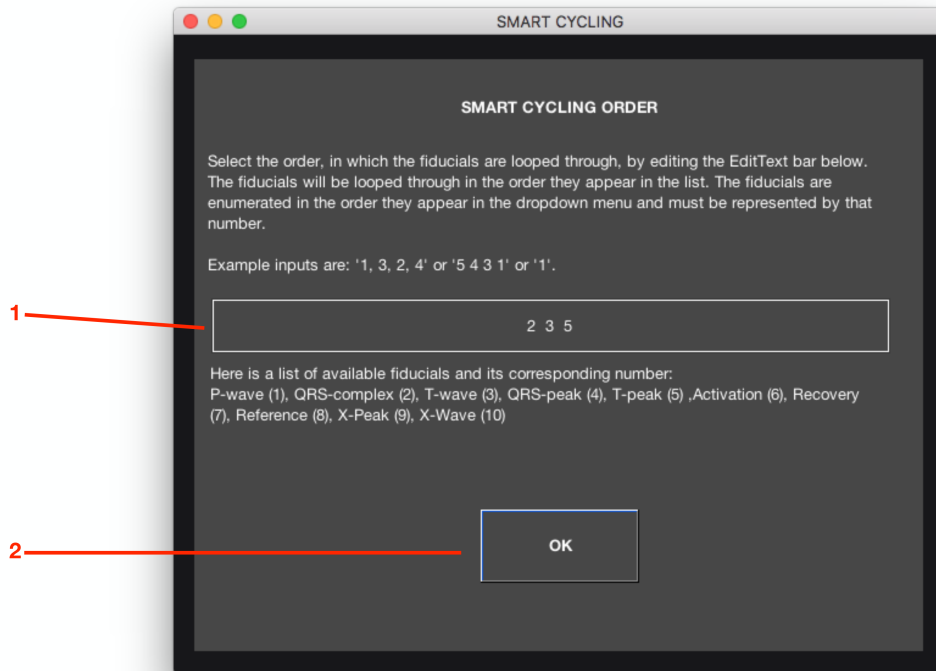 SMART CYCLING
SMART CYCLING ORDER
Select the order, in which the fiducials are looped through, by editing the EditText bar below.
The fiducials will be looped through in the order they appear in the list. The fiducials are
enumerated in the order they appear in the dropdown menu and must be represented by that
number.
Example inputs are: '1, 3, 2, 4' or '5 4 3 1' or '1'.
1
2 3 5
Here is a list of available fiducials and its corresponding number:
P-wave (1), QRS-complex (2), T-wave (3), QRS-peak (4), T-peak (5) ,Activation (6), Recovery
(7), Reference (8), X-Peak (9), X-Wave (10)
2
OK